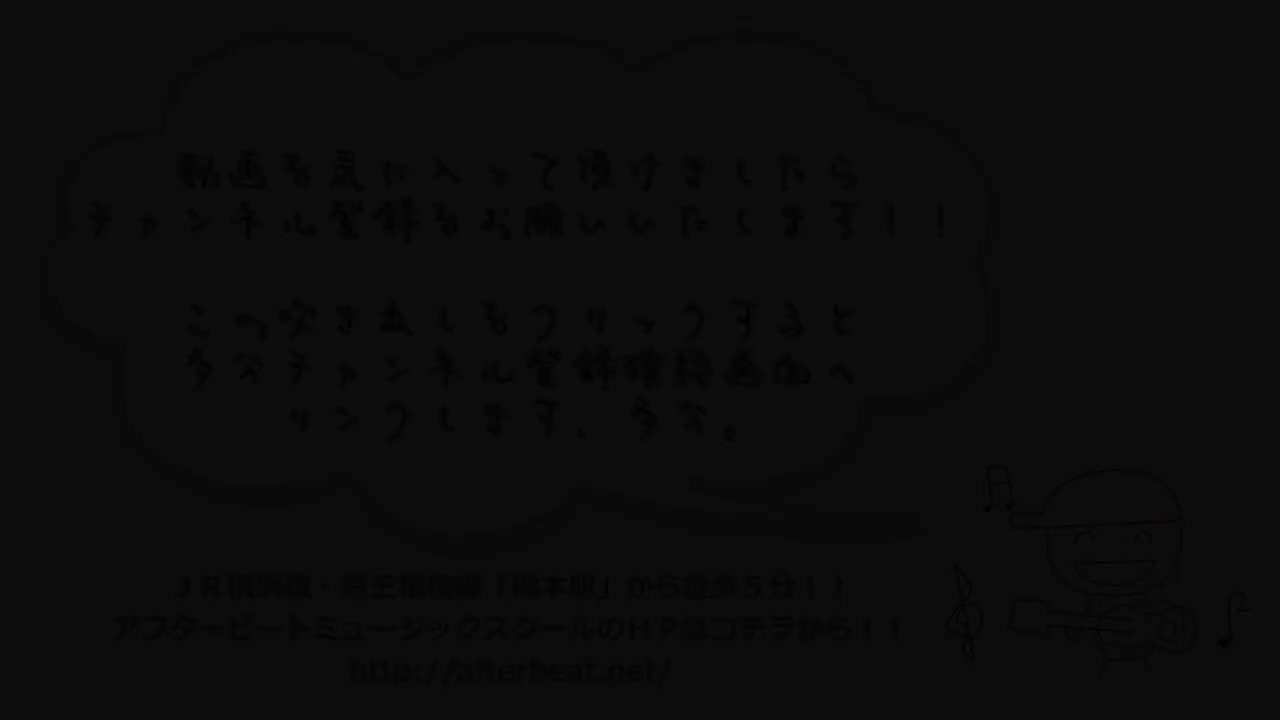 動画を気に入って頂けましたら
チャンネル登録をお願いいたします！！
この吹き出しをクリックすると
多分チャンネル登録確認画面へ
リンクします、多分。
ＪＲ横浜線・京王相模線「橋本駅」から徒歩５分！！
アフタービートミュージックスクールのＨＰはコチラから！！
http://afterbeat.net/